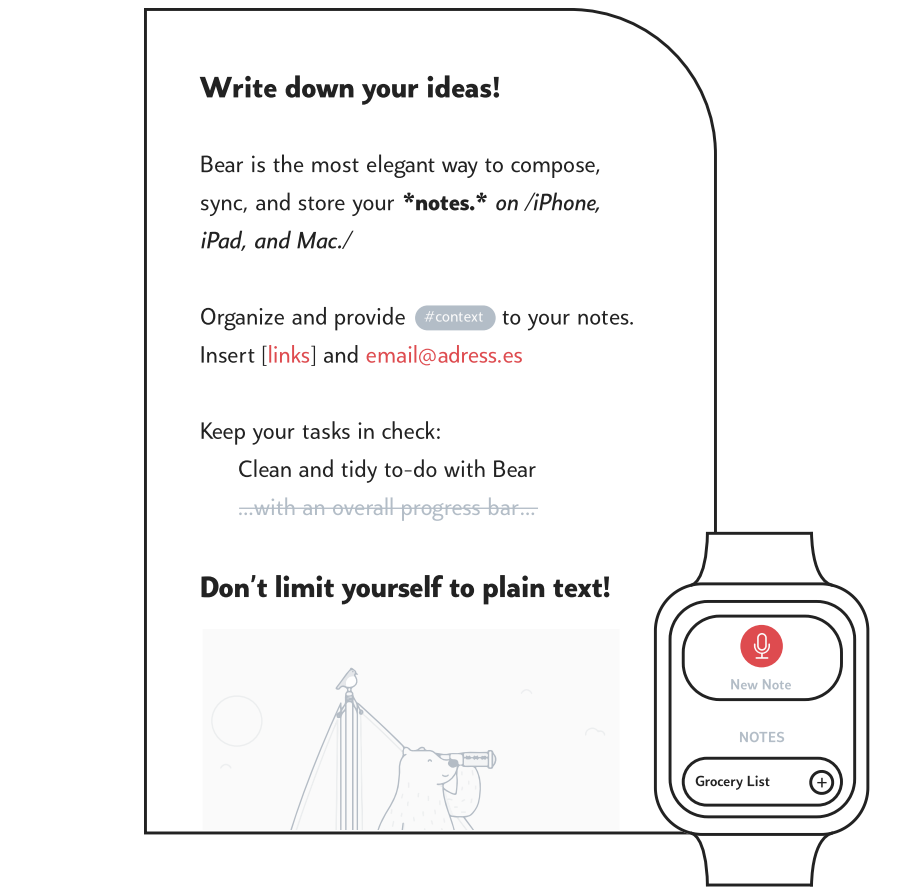 Write down your ideas!
Bear is the most elegant way to compose,
sync, and store your *notes.* on /iPhone,
iPad, and Mac./
Organize and provide #context to your notes.
Insert [links] and email@adress.es
Keep your tasks in check:
Clean and tidy to-do with Bear
...with an overall progress bar...
Don't limit yourself to plain text!
New Note
NOTES
Grocery List